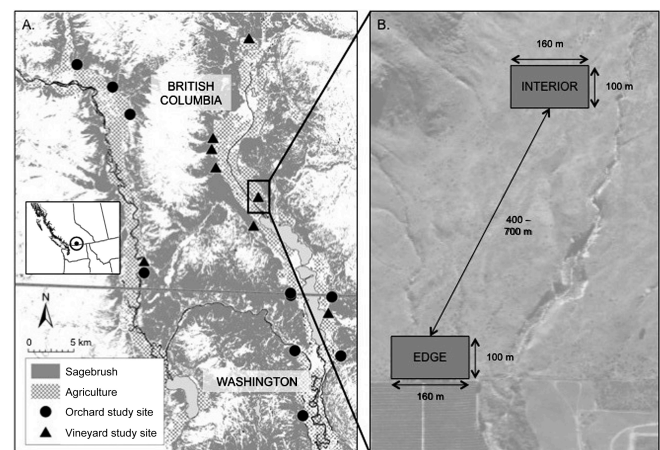 A.
BRITISH
COLUMBIA
N
5 km
0
WASHINGTON
Sagebrush
Agriculture
Orchard study site
Vineyard study site
B.
160 m
INTERIOR
100 m
400 –
700 m
EDGE
100 m
160 m